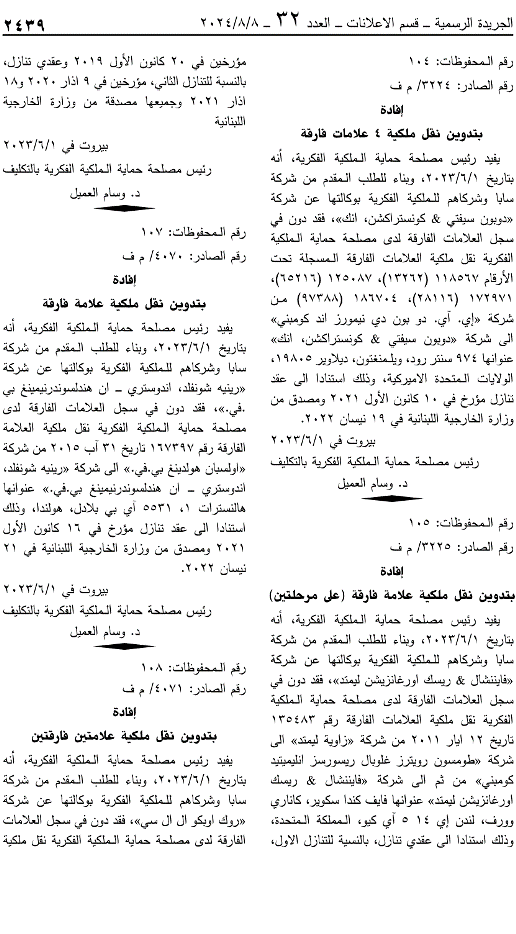 الجريدة الرسمية ــ قسم الاعلانات ــ العدد ٣٢ ــ ٢٠٢٤/٨/٨
٢٤٣٩
رقم المحفوظات: ١٠٤
رقم الصادر: ٣٢٢٤/ م ف
إفادة
بتدوين نقل ملكية ٤ علامات فارقة
يفيد رئيس مصلحة حماية الملكية الفكرية، أنه
بتاريخ ٢٠٢٣/٦/١، وبناء للطلب المقدم من شركة
سابا وشركاهم للملكية الفكرية بوكالتها عن شركة
«دوبون سيفتي & كونستراكشن، انك»، فقد دون في
سجل العلامات الفارقة لدى مصلحة حماية الملكية
الفكرية نقل ملكية العلامات الفارقة المسجلة تحت
الأرقام ١١٨٥٦٧ (١٣٢٦٢)، ١٢٥٠٨٧ (٦٥٢١٦)،
١٧٢٩٧١ (٢٨١١٦)، ١٨٦٧٠٤ (٩٧٣٨٨) من
شركة «إي. آي. دو بون دي نيمورز اند كومبني»
الى شركة «دوبون سيفتي & كونستراكشن، انك»
عنوانها ٩٧٤ سنتر رود، ويلمنغتون، ديلاوير ١٩٨٠٥،
الولايات المتحدة الاميركية، وذلك استنادا الى عقد
تنازل مؤرخ في ١٠ كانون الأول ٢٠٢١ ومصدق من
وزارة الخارجية اللبنانية في ١٩ نيسان ٢٠٢٢.
بيروت في ٢٠٢٣/٦/١
رئيس مصلحة حماية الملكية الفكرية بالتكليف
د. وسام العميل
رقم المحفوظات: ١٠٥
رقم الصادر: ٣٢٢٥/ م ف
إفادة
بتدوين نقل ملكية علامة فارقة (على مرحلتين)
يفيد رئيس مصلحة حماية الملكية الفكرية، أنه
بتاريخ ٢٠٢٣/٦/١، وبناء للطلب المقدم من شركة
سابا وشركاهم للملكية الفكرية بوكالتها عن شركة
«فايننشال & ريسك اورغانزيشن ليمتد»، فقد دون في
سجل العلامات الفارقة لدى مصلحة حماية الملكية
الفكرية نقل ملكية العلامات الفارقة رقم ١٣٥٤٨٣
تاريخ ١٢ ايار ٢٠١١ من شركة «زاوية ليمتد» الى
شركة «طومسون رويترز غلوبال ريسورسز انليميتيد
كومبني» من ثم الى شركة «فايننشال & ريسك
اورغانزيشن ليمتد» عنوانها فايف كندا سكوير، كناري
وورف، لندن إي ١٤ ٥ آي كيو، المملكة المتحدة،
وذلك استنادا الى عقدي تنازل، بالنسبة للتنازل الاول،
مؤرخين في ٢٠ كانون الأول ٢٠١٩ وعقدي تنازل،
بالنسبة للتنازل الثاني، مؤرخين في ٩ اذار ٢٠٢٠ و١٨
اذار ٢٠٢١ وجميعها مصدقة من وزارة الخارجية
اللبنانية
بيروت في ٢٠٢٣/٦/١
رئيس مصلحة حماية الملكية الفكرية بالتكليف
د. وسام العميل
رقم المحفوظات: ١٠٧
رقم الصادر: ٤٠٧٠/ م ف
إفادة
بتدوين نقل ملكية علامة فارقة
يفيد رئيس مصلحة حماية الملكية الفكرية، أنه
بتاريخ ٢٠٢٣/٦/١، وبناء للطلب المقدم من شركة
سابا وشركاهم للملكية الفكرية بوكالتها عن شركة
«رينيه شونفلد، اندوستري ــ ان هندلسوندرنيمينغ بي
.في.»، فقد دون في سجل العلامات الفارقة لدى
مصلحة حماية الملكية الفكرية نقل ملكية العلامة
الفارقة رقم ١٦٧٣٩٧ تاريخ ٣١ آب ٢٠١٥ من شركة
«اولسبان هولدينغ بي.في.» الى شركة «رينيه شونفلد،
اندوستري ــ ان هندلسوندرنيمينغ بي.في.» عنوانها
هالنسترات ١، ٥٥٣١ آي بي بلادل، هولندا، وذلك
استنادا الى عقد تنازل مؤرخ في ١٦ كانون الأول
٢٠٢١ ومصدق من وزارة الخارجية اللبنانية في ٢١
نيسان ٢٠٢٢.
بيروت في ٢٠٢٣/٦/١
رئيس مصلحة حماية الملكية الفكرية بالتكليف
د. وسام العميل
رقم المحفوظات: ١٠٨
رقم الصادر: ٤٠٧١/ م ف
إفادة
بتدوين نقل ملكية علامتين فارقتين
يفيد رئيس مصلحة حماية الملكية الفكرية، أنه
بتاريخ ٢٠٢٣/٦/١، وبناء للطلب المقدم من شركة
سابا وشركاهم للملكية الفكرية بوكالتها عن شركة
«روك اوبكو ال ال سي»، فقد دون في سجل العلامات
الفارقة لدى مصلحة حماية الملكية الفكرية نقل ملكية